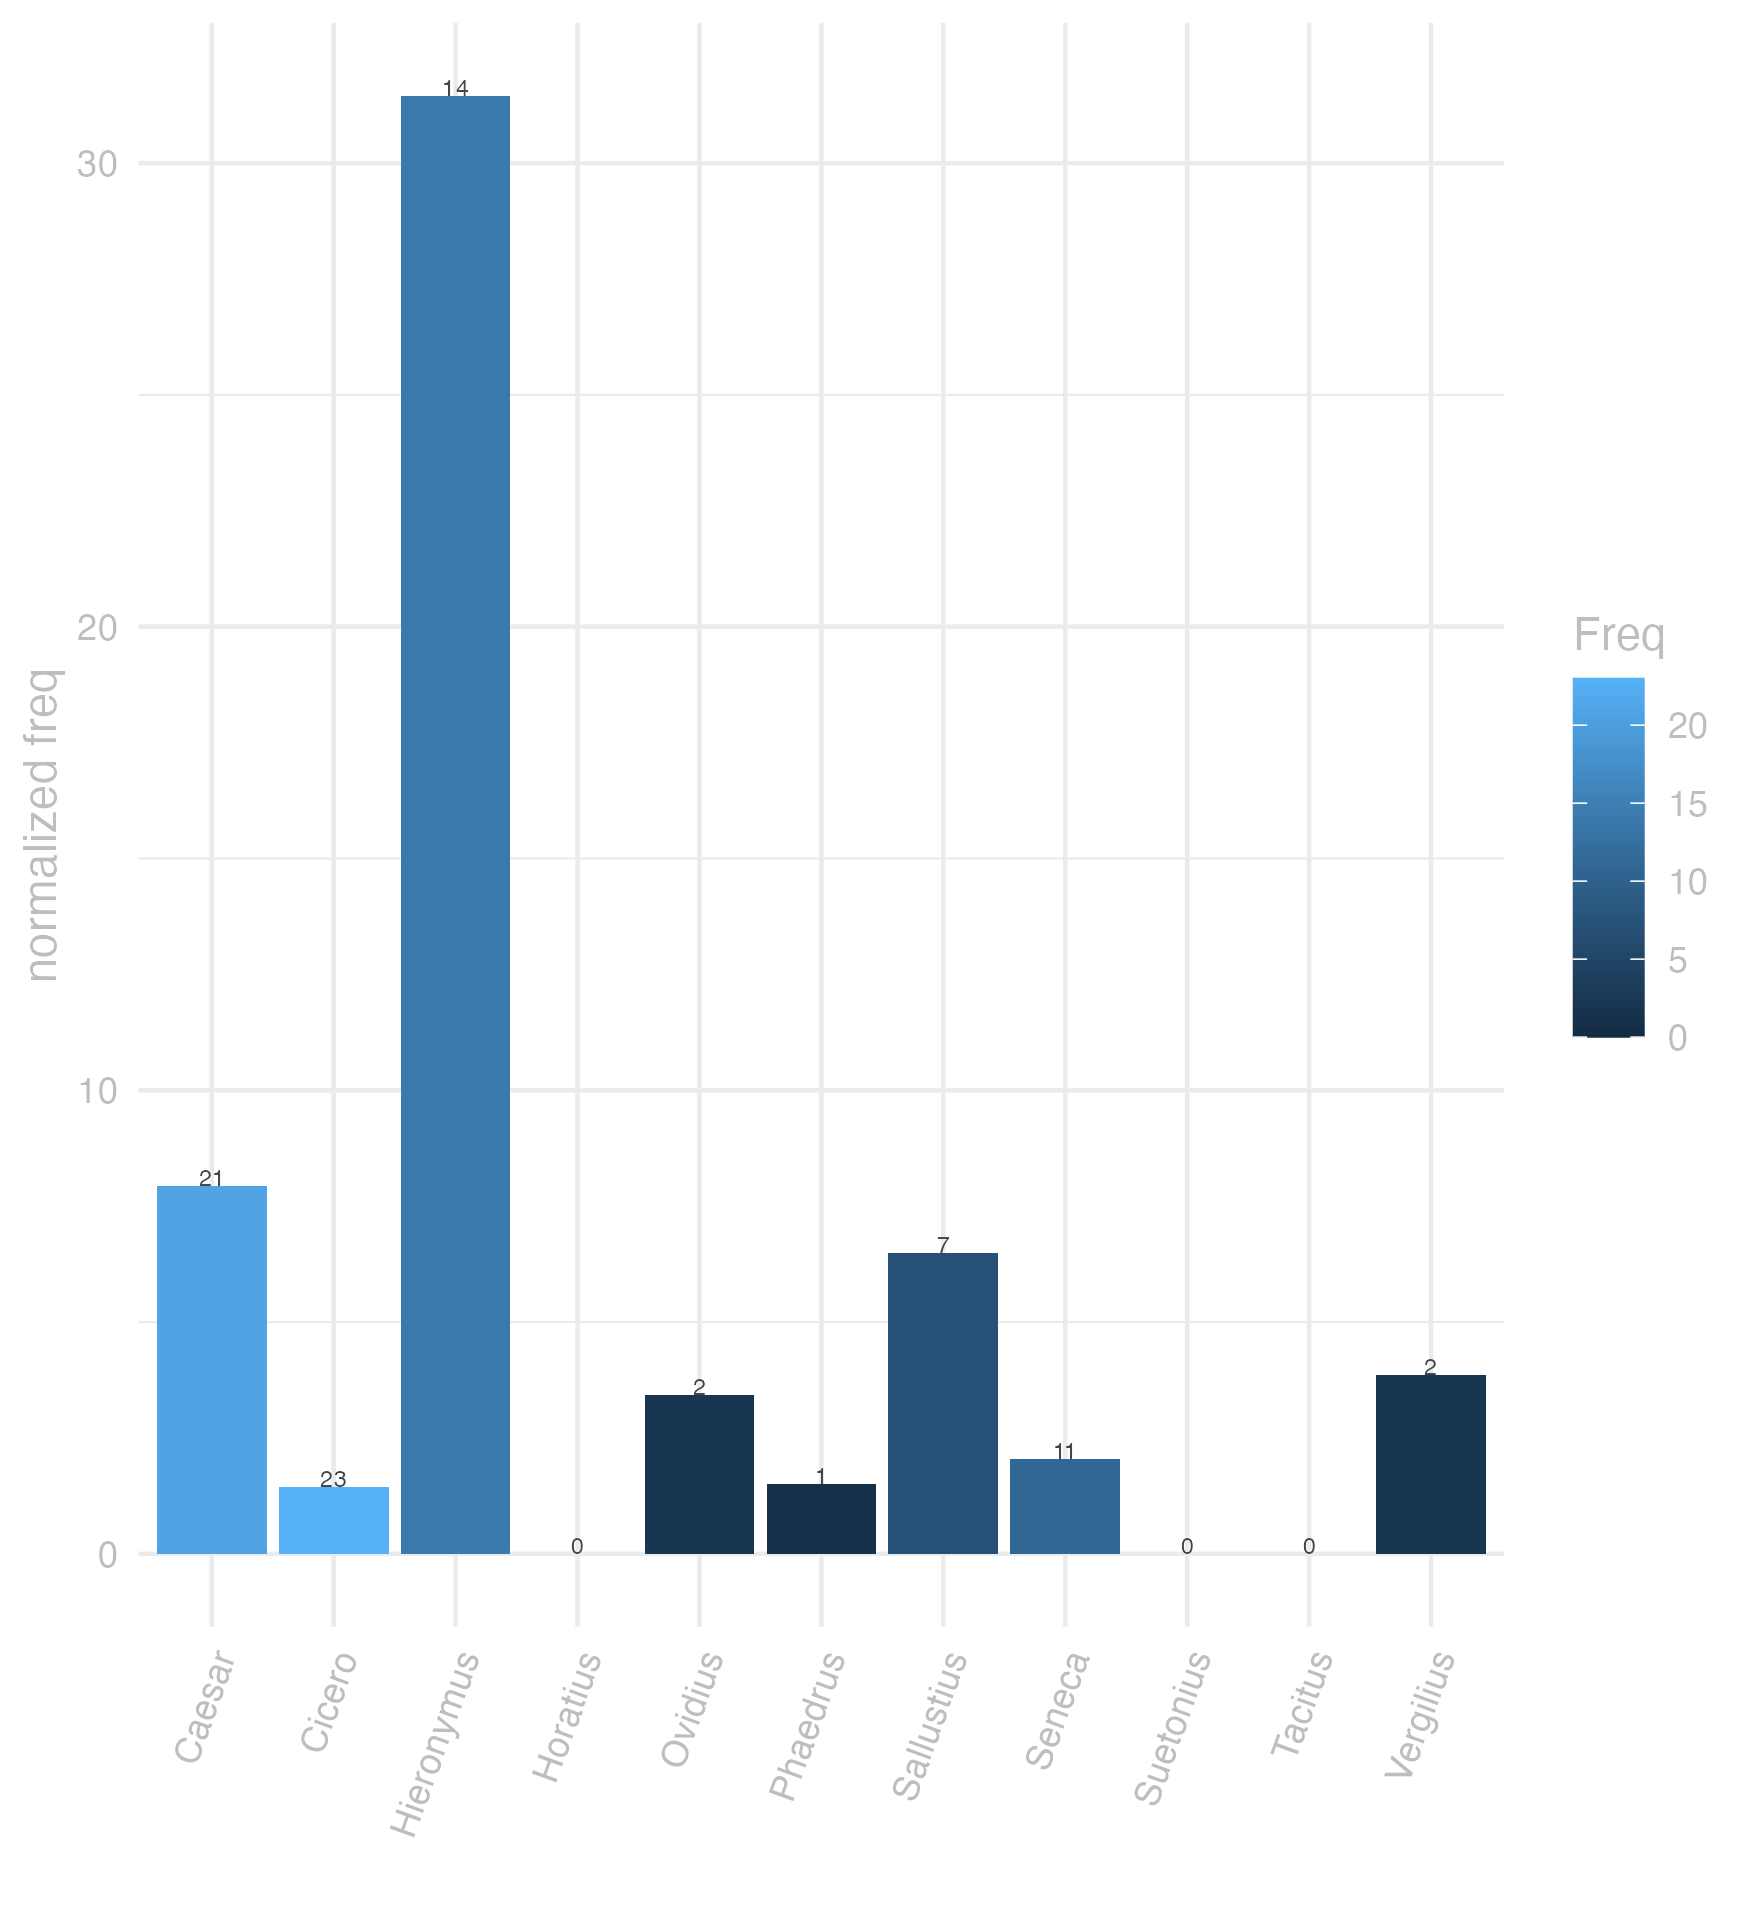 normalized freq
30
20
10
0
21
23
14
0
2
1
7
11
0
0
2
Caesar
Cicero
Hieronymus
Horatius
Ovidius
Phaedrus
Sallustius
Seneca
Suetonius
Tacitus
Vergilius
Freq
20
15
10
5
0